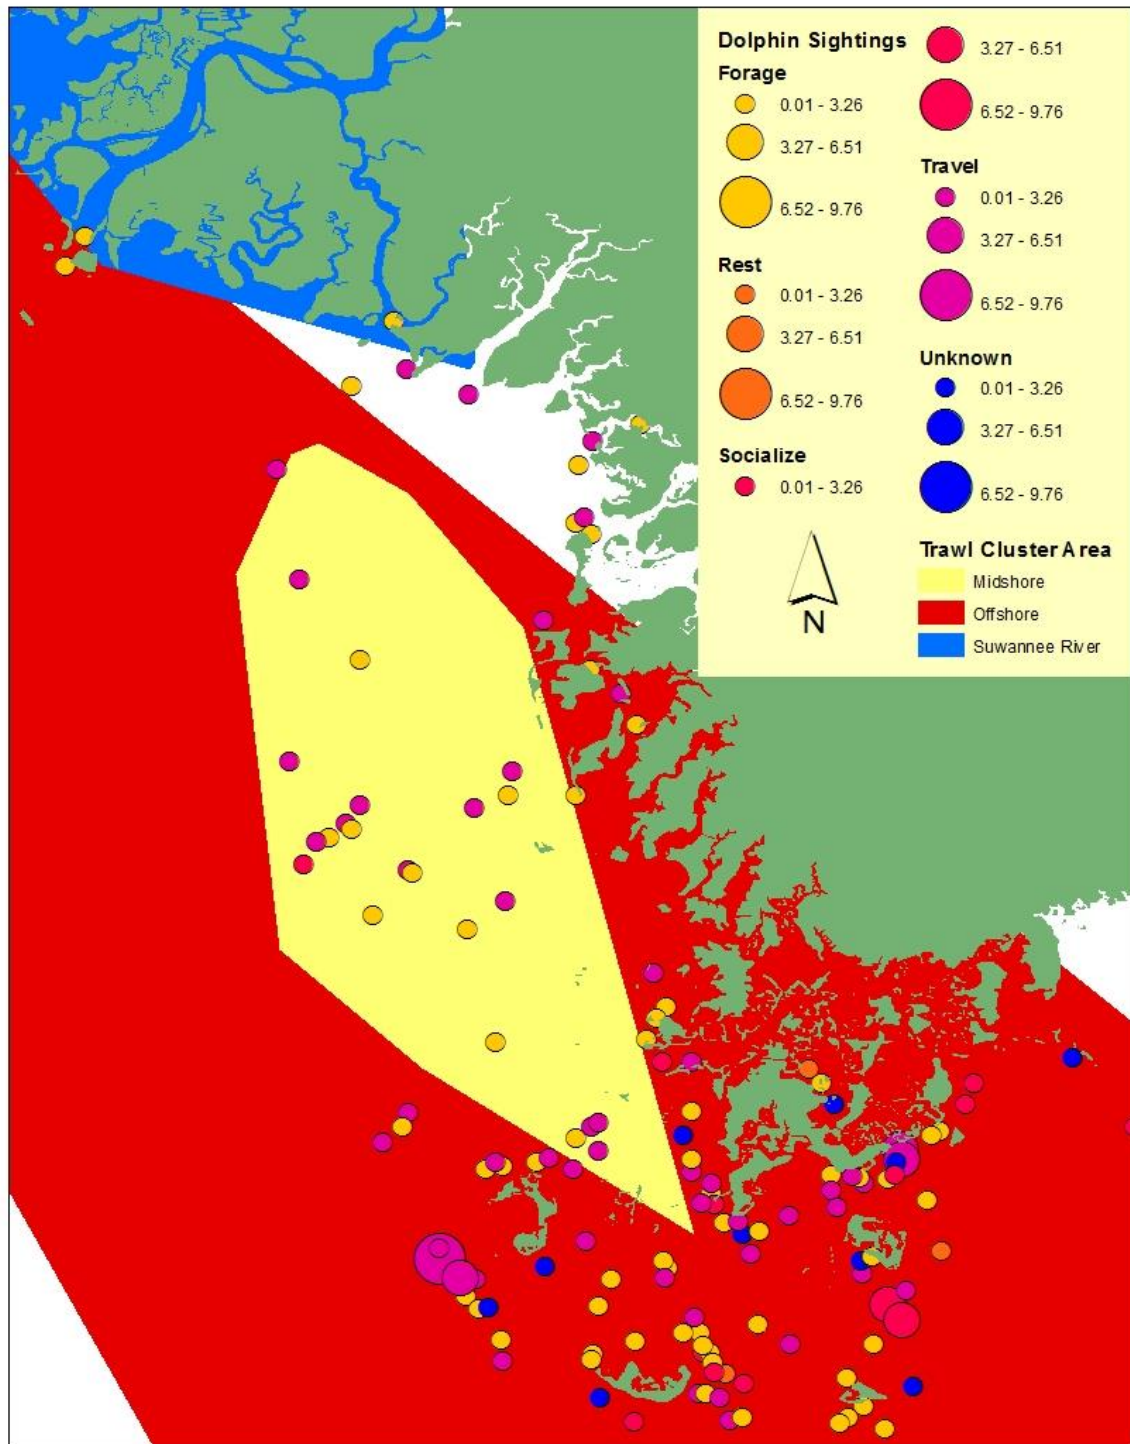 Dolphin Sightings
Forage
0.01 - 3.26
3.27 - 6.51
6.52 - 9.76
Rest
0.01 - 3.26
3.27 - 6.51
6.52 - 9.76
Socialize
0.01 - 3.26
3.27 - 6.51
6.52 - 9.76
Travel
0.01 - 3.26
3.27 - 6.51
6.52 - 9.76
Unknown
0.01 - 3.26
3.27 - 6.51
6.52 - 9.76
Trawl Cluster Area
Midshore
Offshore
Suwannee River
N